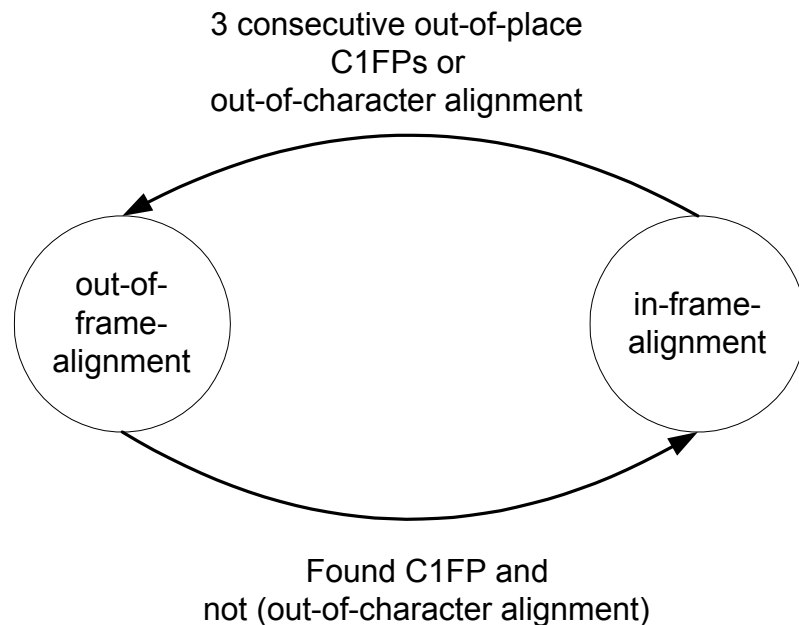 3 consecutive out-of-place
C1FPs or
out-of-character alignment
out-of-
frame-
alignment
in-frame-
alignment
Found C1FP and
not (out-of-character alignment)